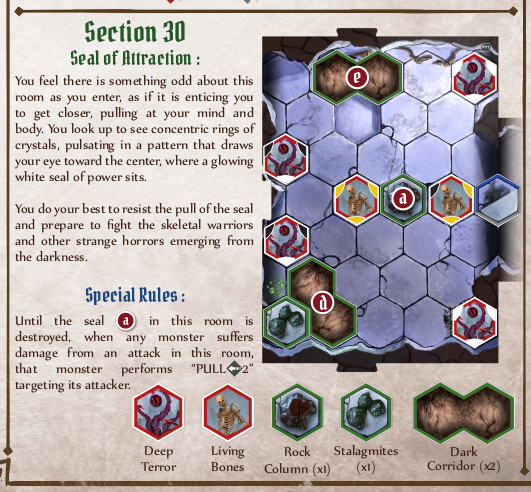 Section 30
Seal of Attraction :
You feel there is something odd about this
room as you enter, as if it is enticing you
to get closer, pulling at your mind and
body. You look up to see concentric rings of
crystals, pulsating in a pattern that draws
your eye toward the center, where a glowing
white seal of power sits.
You do your best to resist the pull of the seal
and prepare to fight the skeletal warriors
and other strange horrors emerging from
the darkness.
Special Rules :
Until the seal a in this room is
destroyed, when any monster suffers
damage from an attack in this room,
that monster performs "PULL 2"
targeting its attacker.
e
a
d
Deep
Terror
Living
Bones
Rock
Column (x1)
Stalagmites
(x1)
Dark
Corridor (x2)